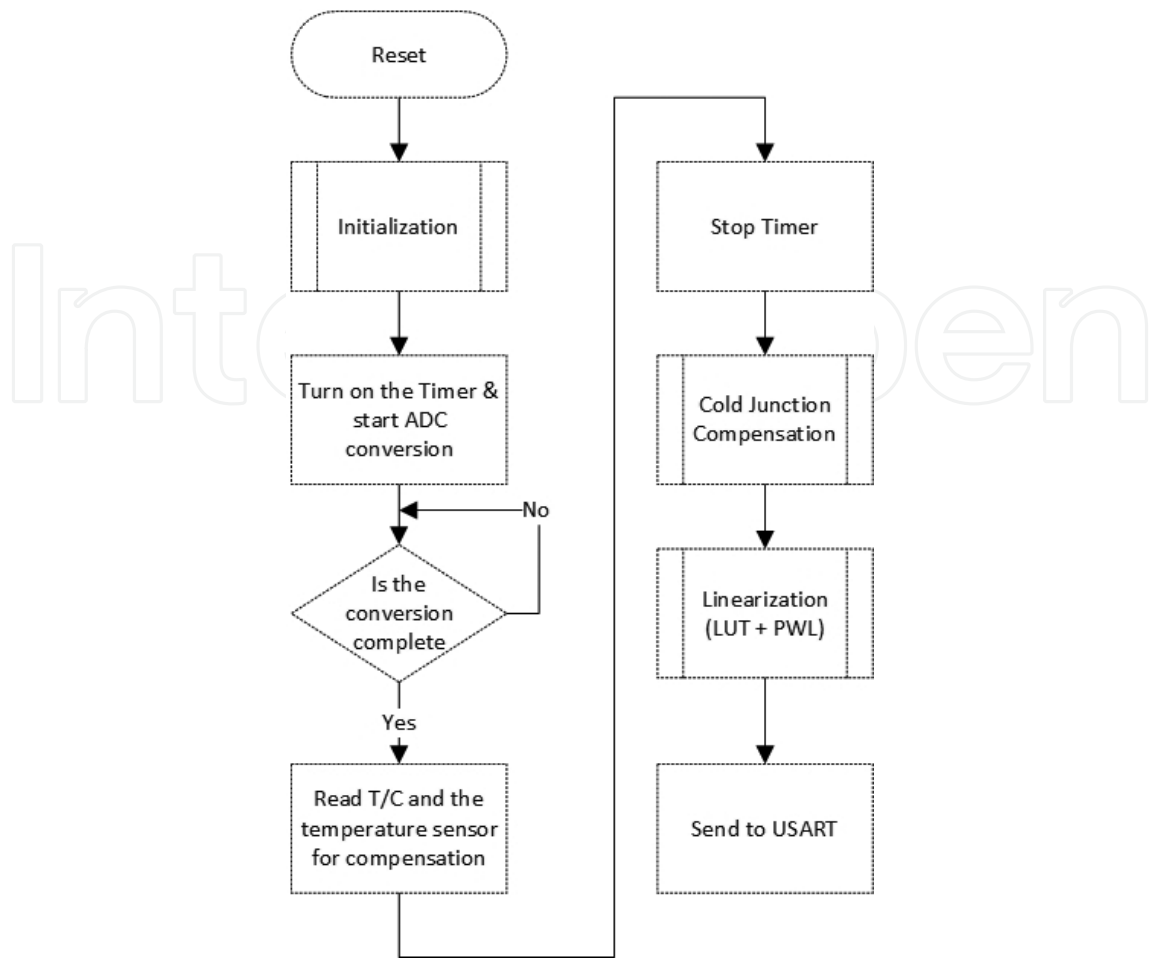 Reset
Initialization
Turn on the Timer &
start ADC
conversion
No
Is the
conversion
complete
Yes
Read T/C and the
temperature sensor
for compensation
Stop Timer
Cold Junction
Compensation
Linearization
(LUT + PWL)
Send to USART